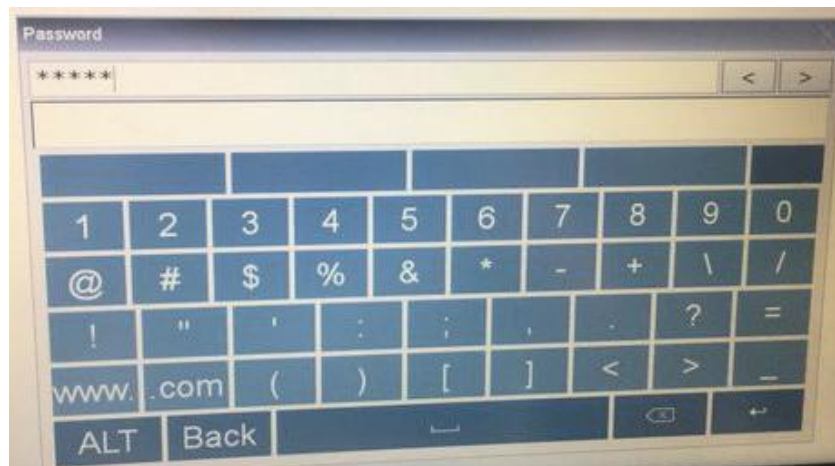 Password
***** < >
1 2 3 4 5 6 7 8 9 0
@ # $ % & * - + \ /
! " ' : ; , . ? =
www. .com ( ) [ ] < > _
ALT Back